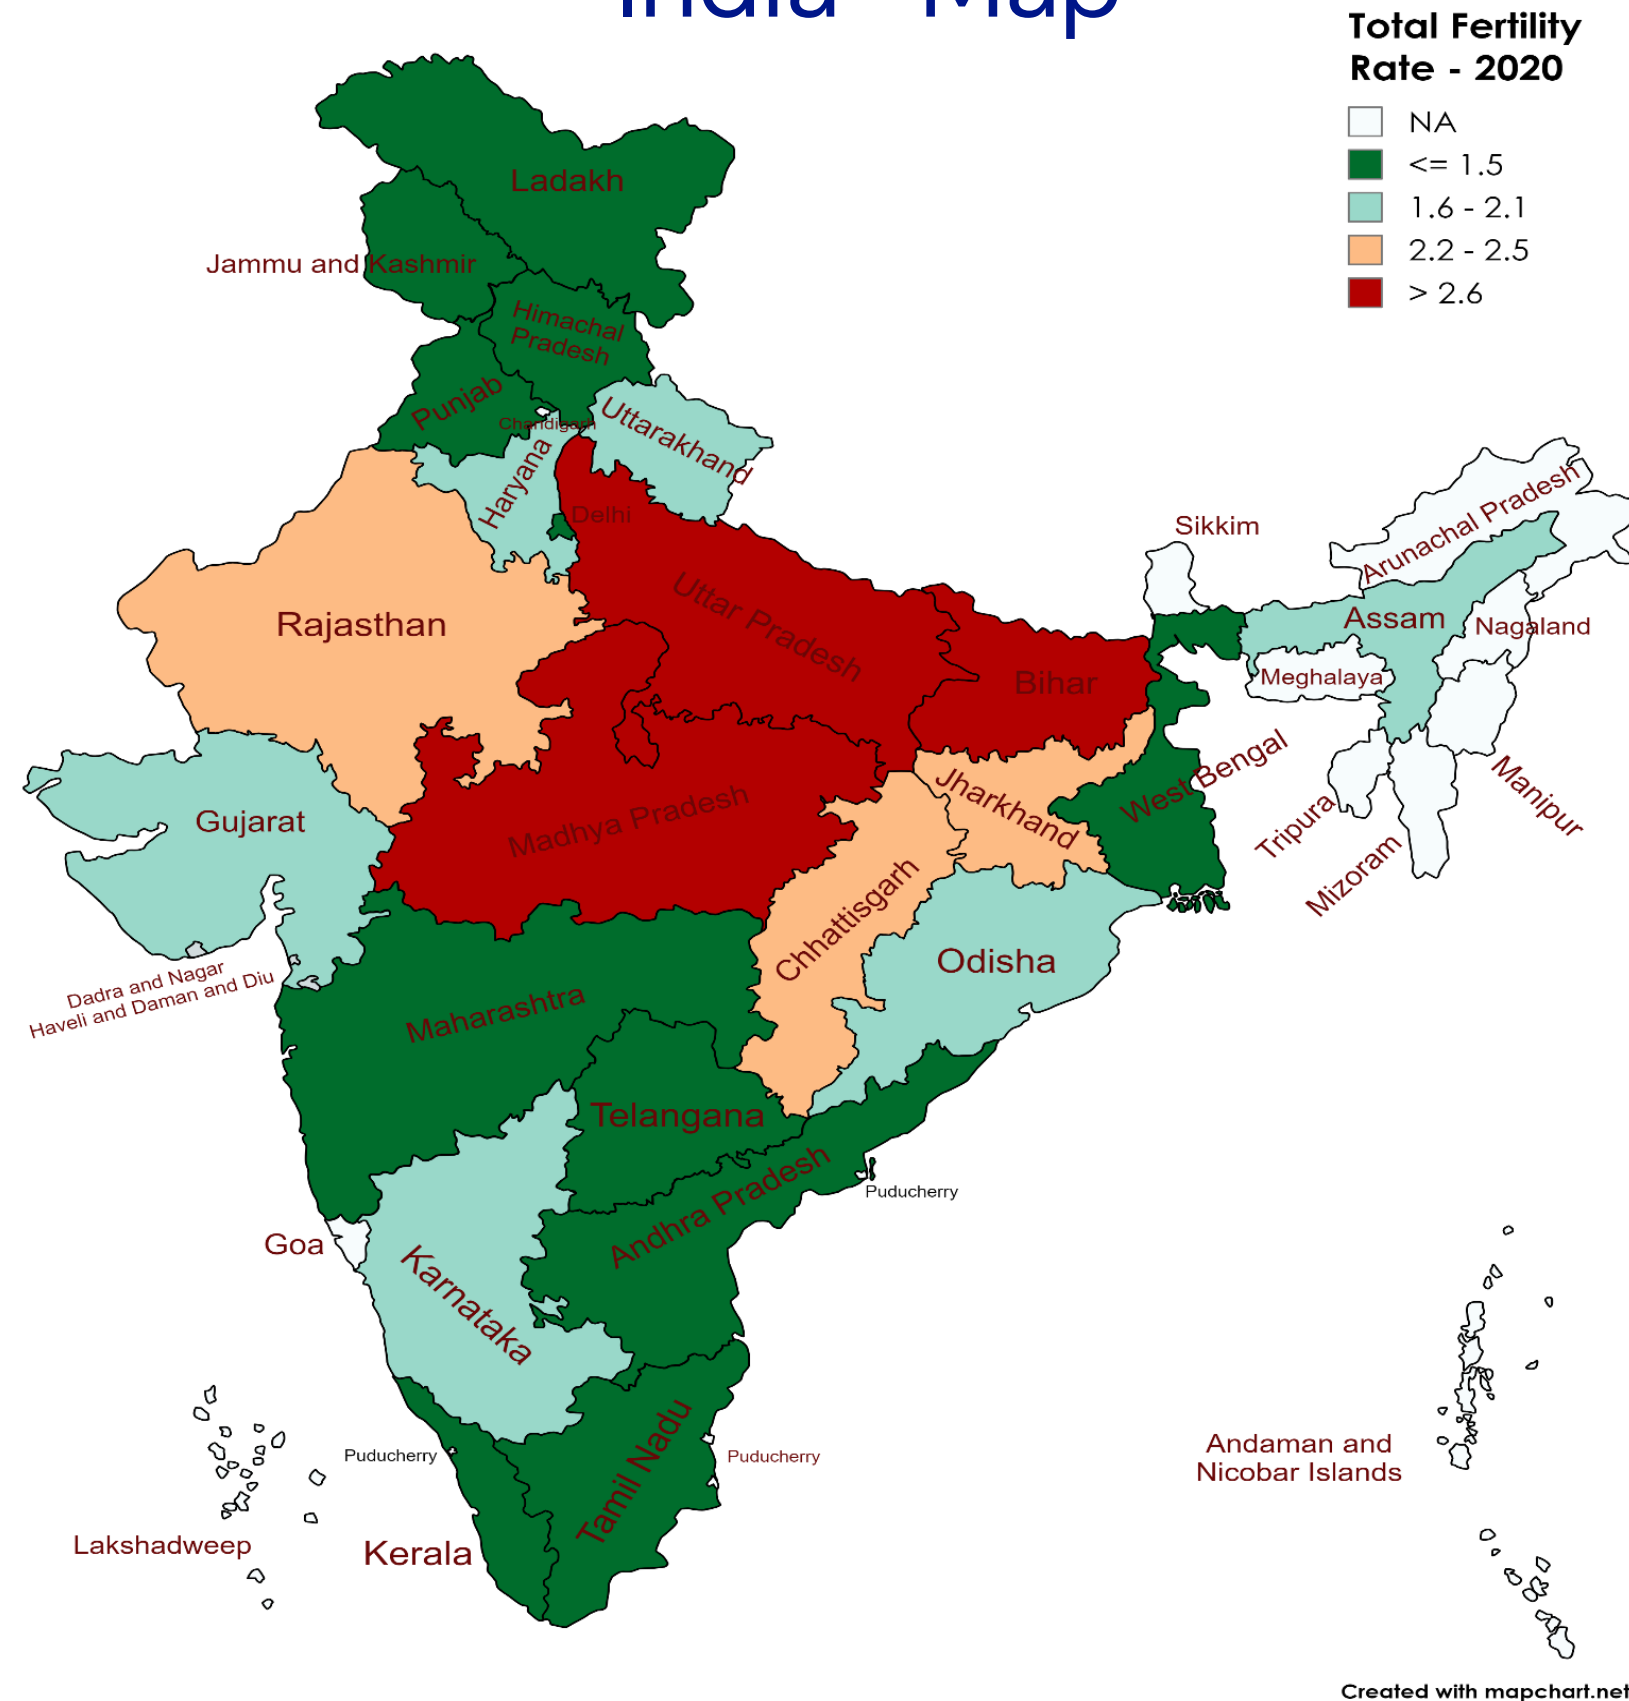 India - Map
Total Fertility
Rate - 2020
NA
<= 1.5
1.6 - 2.1
2.2 - 2.5
> 2.6
Ladakh
Jammu and Kashmir
Himachal
Pradesh
Punjab
Chandigarh
Uttarakhand
Haryana
Delhi
Arunachal Pradesh
Sikkim
Rajasthan
Uttar Pradesh
Assam
Nagaland
Bihar
Meghalaya
Gujarat
Madhya Pradesh
Jharkhand
West Bengal
Tripura
Mizoram
Manipur
Chhattisgarh
Odisha
Dadra and Nagar
Haveli and Daman and Diu
Maharashtra
Telangana
Andhra Pradesh
Puducherry
Goa
Karnataka
Puducherry
Tamil Nadu
Puducherry
Andaman and
Nicobar Islands
Lakshadweep
Kerala
Created with mapchart.net